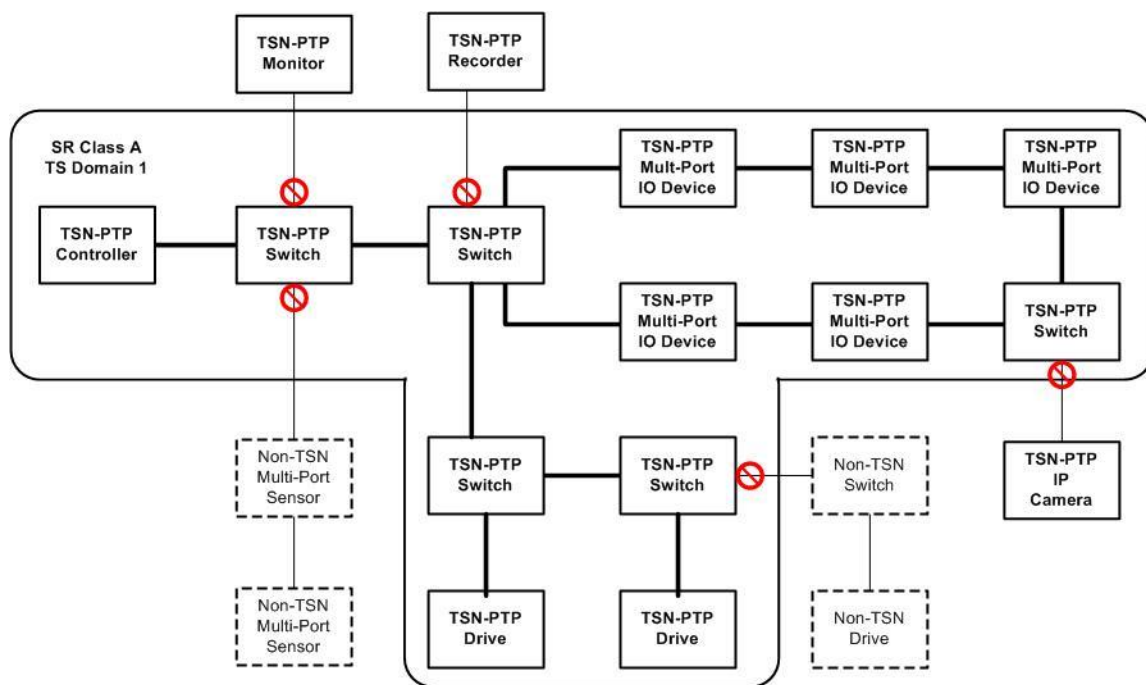 TSN-PTP
Monitor
TSN-PTP
Recorder
SR Class A
TS Domain 1
TSN-PTP
Mult-Port
IO Device
TSN-PTP
Multi-Port
IO Device
TSN-PTP
Multi-Port
IO Device
TSN-PTP
Controller
TSN-PTP
Switch
TSN-PTP
Switch
TSN-PTP
Multi-Port
IO Device
TSN-PTP
Multi-Port
IO Device
TSN-PTP
Switch
Non-TSN
Multi-Port
Sensor
TSN-PTP
Switch
TSN-PTP
Switch
Non-TSN
Switch
TSN-PTP
IP
Camera
Non-TSN
Multi-Port
Sensor
TSN-PTP
Drive
TSN-PTP
Drive
Non-TSN
Drive